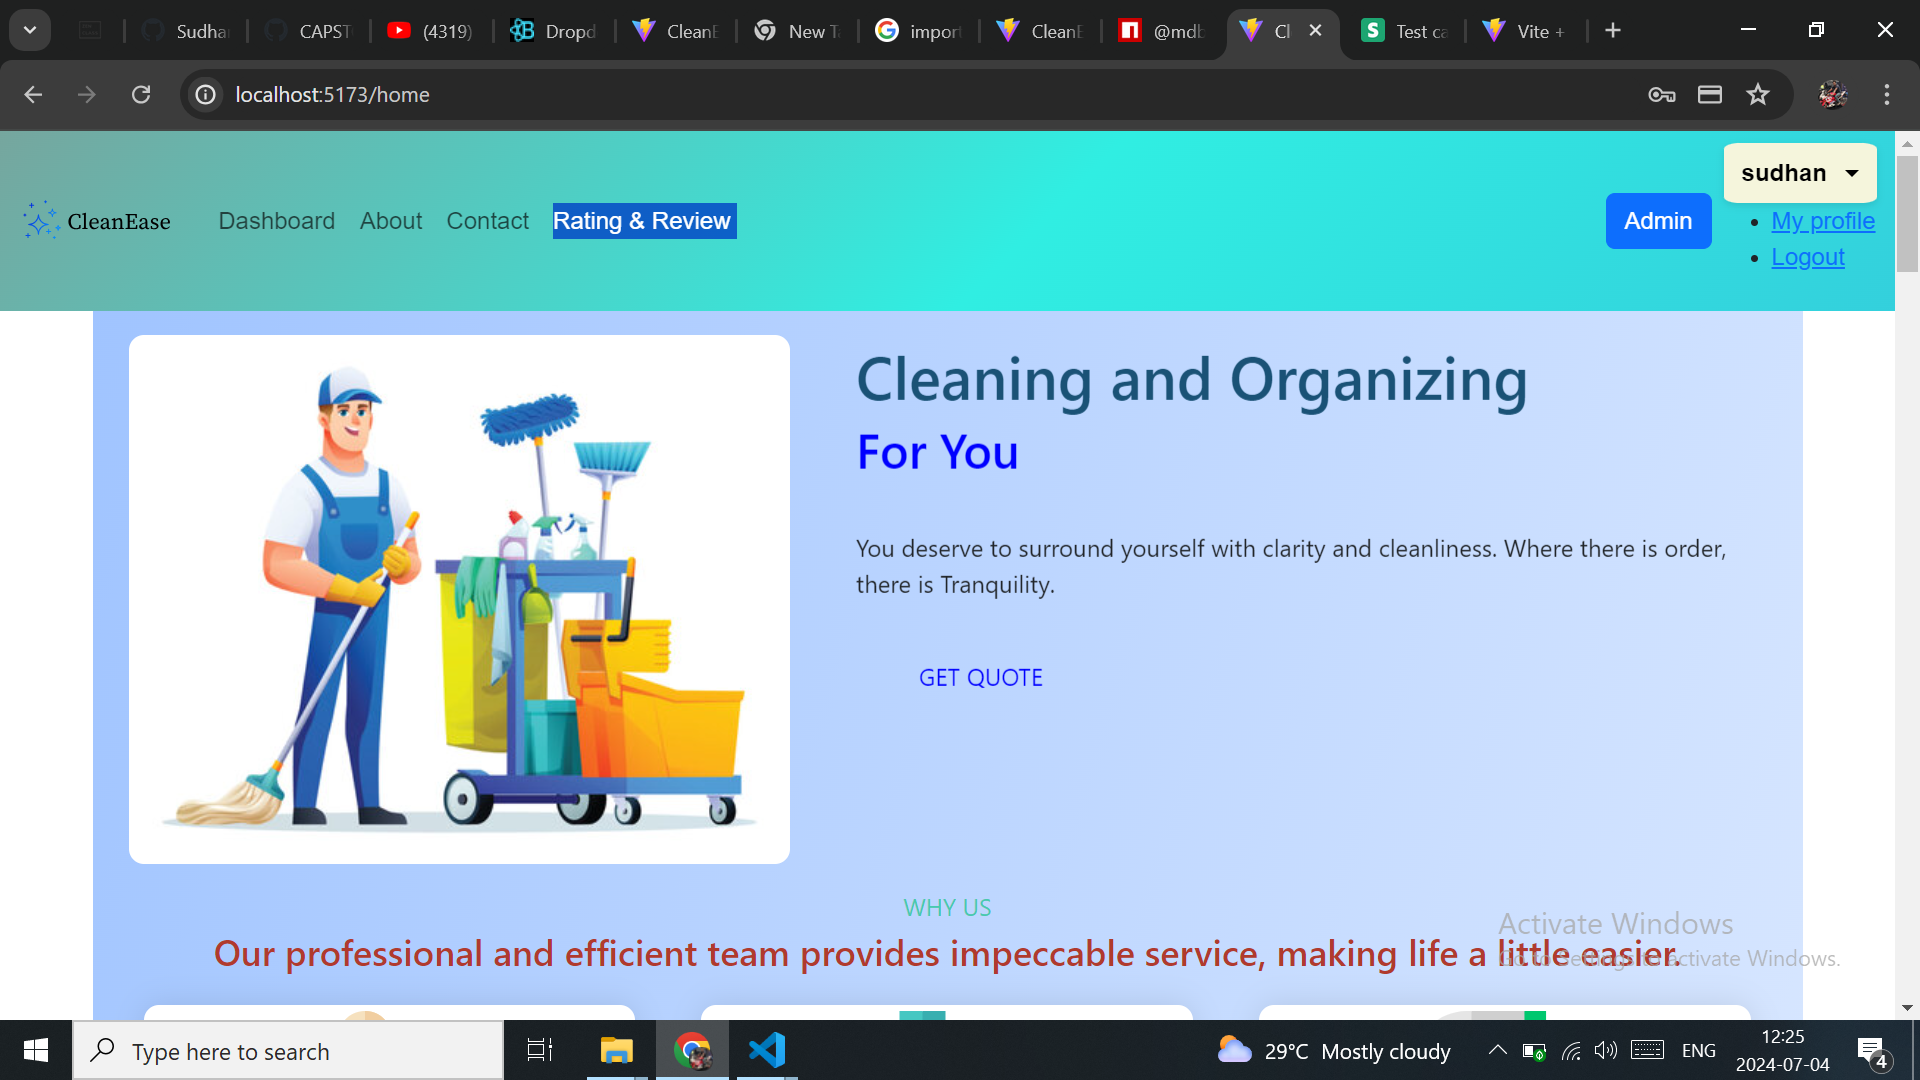 Sudha
CAPST
(4319)
Dropd
CleanE
New T
import
CleanE
@mdb
Cl
Test ca
Vite +
localhost:5173/home
sudhan
CleanEase Dashboard About Contact Rating & Review Admin
My profile
Logout
Cleaning and Organizing
For You
You deserve to surround yourself with clarity and cleanliness. Where there is order,
there is Tranquility.
GET QUOTE
WHY US
Our professional and efficient team provides impeccable service, making life a little easier.
Activate Windows
Go to Settings to activate Windows.
Type here to search
29°C Mostly cloudy
ENG
12:25
2024-07-04
4